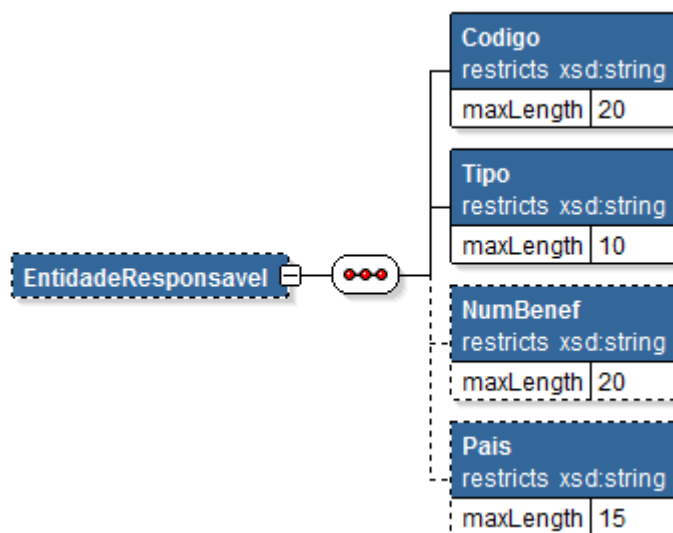 Codigo
restricts xsd:string
maxLength 20
Tipo
restricts xsd:string
maxLength 10
EntidadeResponsavel
NumBenef
restricts xsd:string
maxLength 20
Pais
restricts xsd:string
maxLength 15